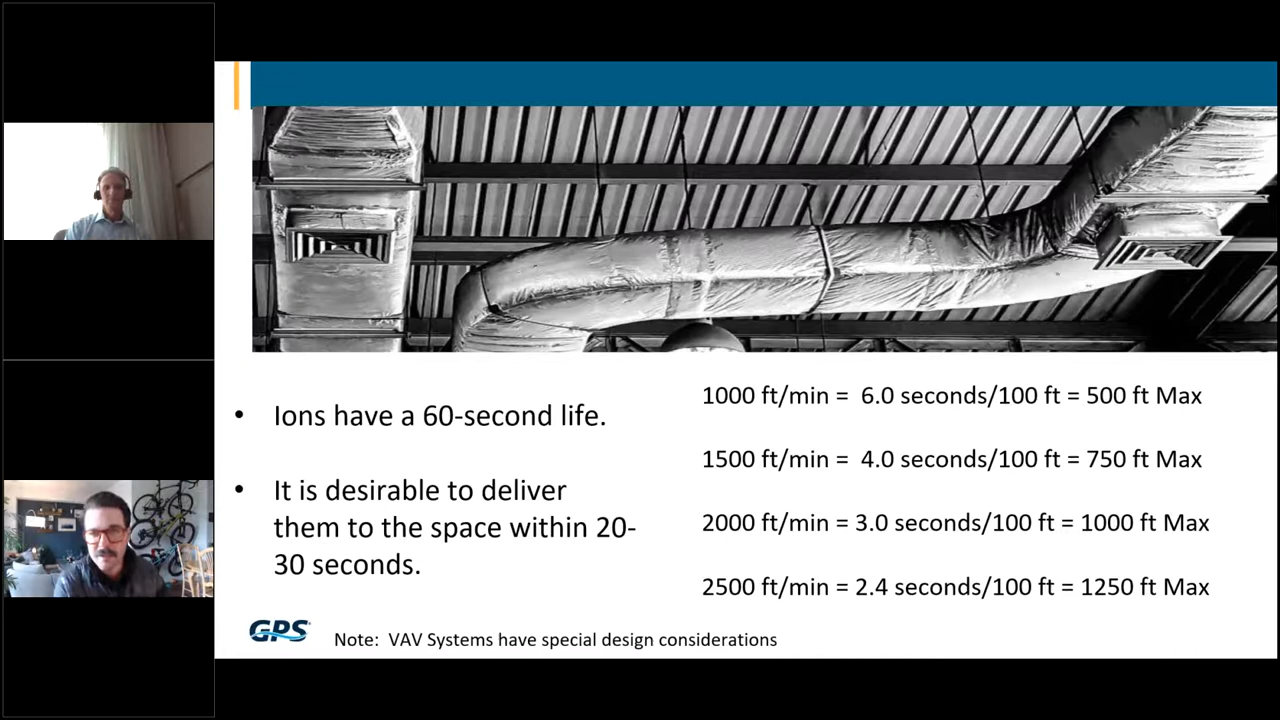 • Ions have a 60-second life.
• It is desirable to deliver
them to the space within 20-
30 seconds.
1000 ft/min =  6.0 seconds/100 ft = 500 ft Max
1500 ft/min =  4.0 seconds/100 ft = 750 ft Max
2000 ft/min = 3.0 seconds/100 ft = 1000 ft Max
2500 ft/min = 2.4 seconds/100 ft = 1250 ft Max
GPS
Note:  VAV Systems have special design considerations